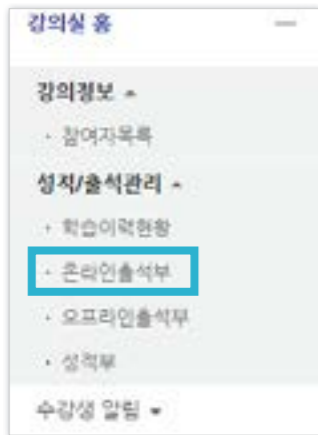 강의실 홈
강의정보
· 참여자목록
성적/출석관리
· 학습이력현황
· 온라인출석부
· 오프라인출석부
· 성적부
수강생 알림